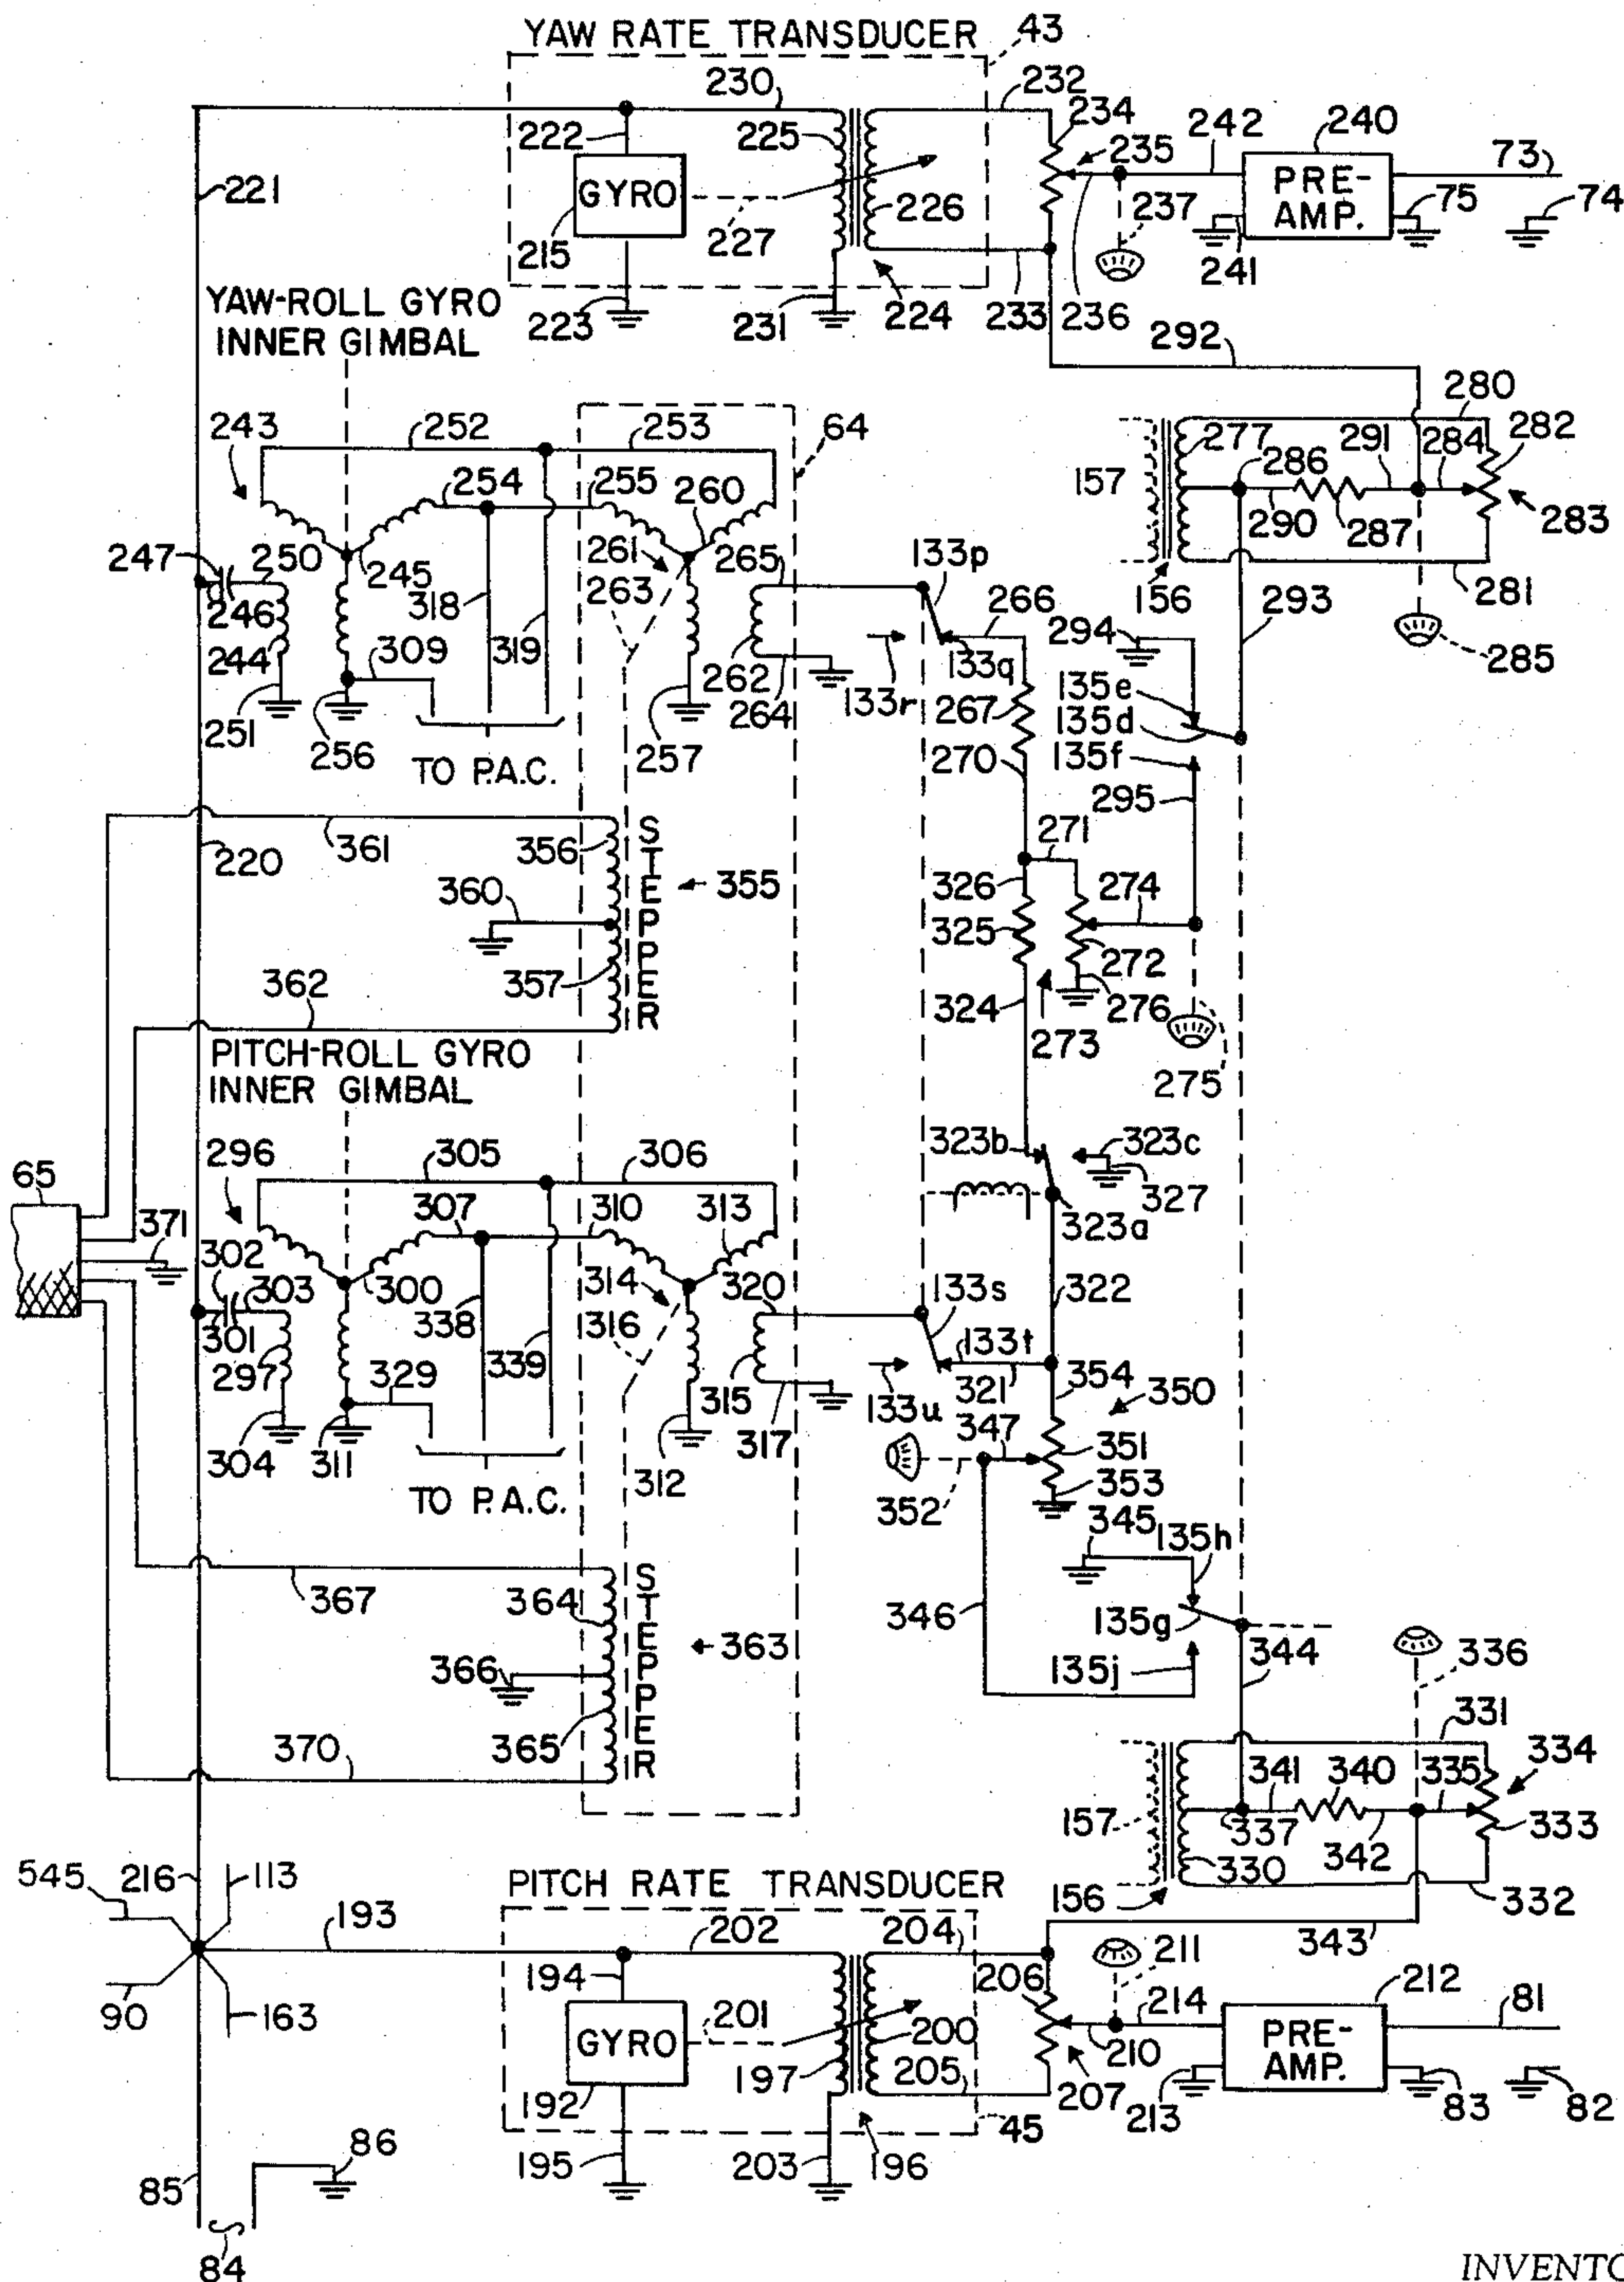 YAW RATE TRANSDUCER 43
230 232
234
222 225 235 242 240 73
221 GYRO 226 PRE-AMP. 75 74
215 227 237 241
223 231 224 233 236
YAW-ROLL GYRO
INNER GIMBAL
292
280
243 252 253 64 277 286 291 284 282
254 255 260 157
290 287 283
247 250 245 261 265 133p
246 318 263 156 293 281
266 294
244 309 319 262 133q 285
264 133r 135e
251 267 135d
256 257 270 135f
TO P.A.C. 295
361 356 S
T
E
P
P
E
R 271
220 355 326 274
360 325 272
357 276
362 324
PITCH-ROLL GYRO 273
INNER GIMBAL 275
323b 323c
296 305 306 327
65 307 310 313 323a
371
302 303 300 314 320 133s 322
301 338 316 133t
297 339 315 321 354 350
329 133u 347
304 311 312 317 351
TO P.A.C. 352 353
345 135h
367 364 S
T
E
P
P
E
R 346
363 135g
366 135j 344 336
365
370 331
341 340 335 334
157 337 342 333
545 216 113 330
PITCH RATE TRANSDUCER 156 332
193 202 204 343
194 206 211 212
90 163 201 214 81
GYRO 200 210 PRE-AMP.
192 197 205 207 213 83 82
45
86 195 203 196
85
84
INVENTO